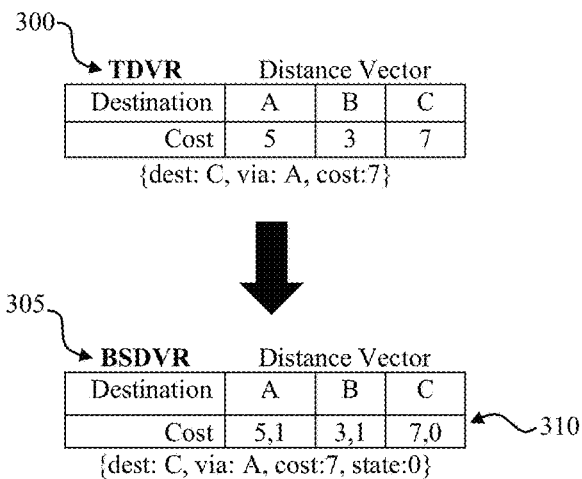 300
TDVR Distance Vector
Destination A B C
Cost 5 3 7
{dest: C, via: A, cost:7}
305
BSDVR Distance Vector
Destination A B C
Cost 5,1 3,1 7,0
310
{dest: C, via: A, cost:7, state:0}